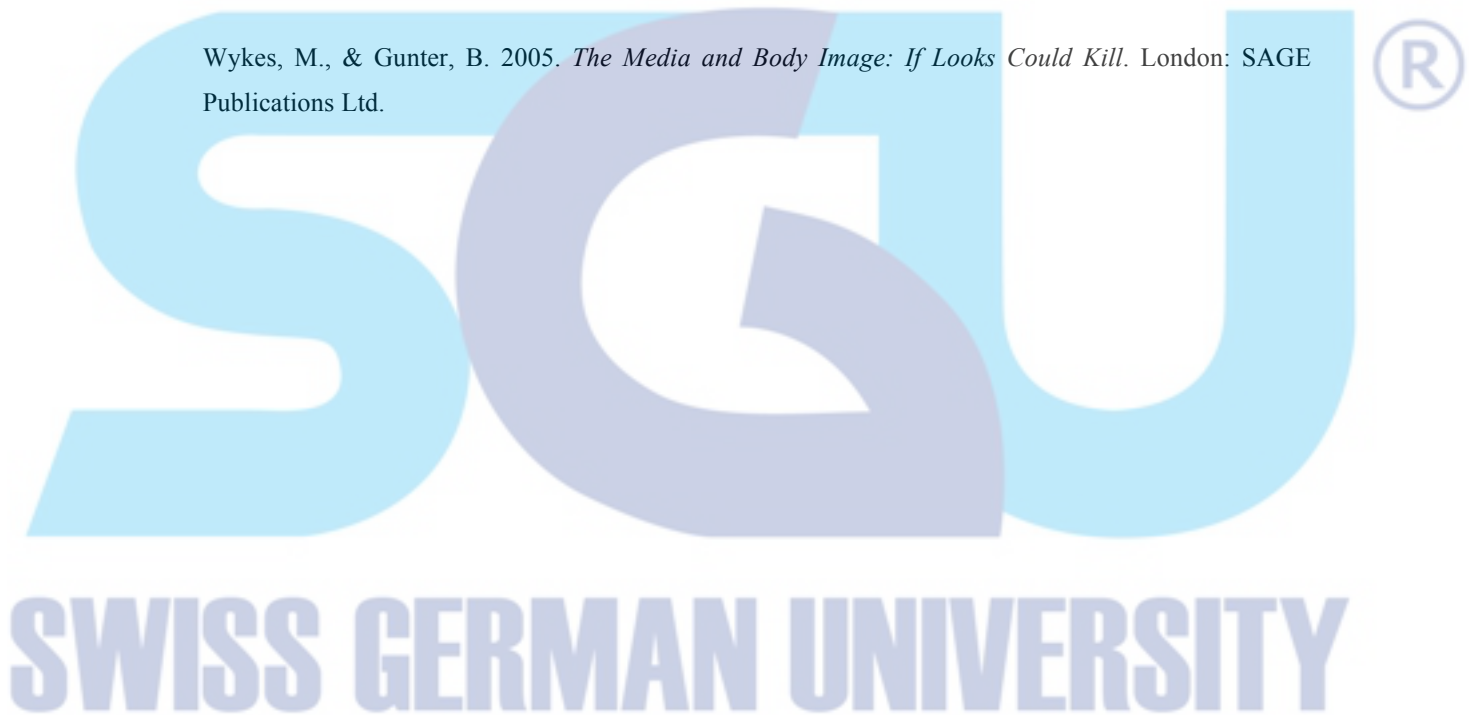 Wykes, M., & Gunter, B. 2005. The Media and Body Image: If Looks Could Kill. London: SAGE
Publications Ltd.
SGU
®
SWISS GERMAN UNIVERSITY